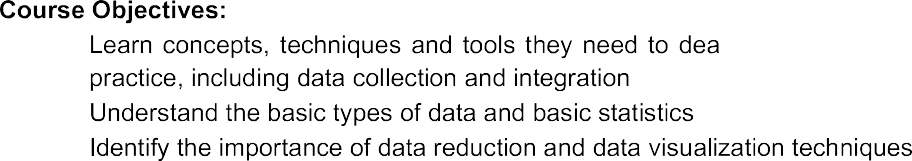 Course Objectives:
Learn concepts, techniques and tools they need to dea
practice, including data collection and integration
Understand the basic types of data and basic statistics
Identify the importance of data reduction and data visualization techniques